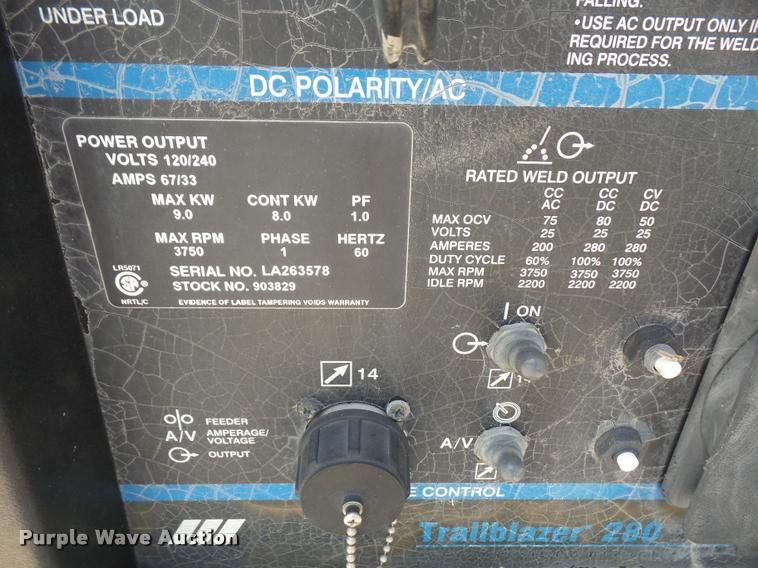 UNDER LOAD
FALLING.
•USE AC OUTPUT ONLY IF
REQUIRED FOR THE WELD-
ING PROCESS.
DC POLARITY/AC
POWER OUTPUT
VOLTS 120/240
AMPS 67/33
MAX KW CONT KW PF
9.0 8.0 1.0
MAX RPM PHASE HERTZ
3750 1 60
LR5071
SERIAL NO. LA263578
STOCK NO. 903829
NRTL/C EVIDENCE OF LABEL TAMPERING VOIDS WARRANTY
RATED WELD OUTPUT
CC CC CV
AC DC DC
MAX OCV 75 80 50
VOLTS 25 25 25
AMPERES 200 280 280
DUTY CYCLE 60% 100% 100%
MAX RPM 3750 3750 3750
IDLE RPM 2200 2200 2200
I ON
14
14
FEEDER
A/V AMPERAGE/
VOLTAGE
OUTPUT
A/V
CONTROL
Trailblazer 280
Purple Wave Auction